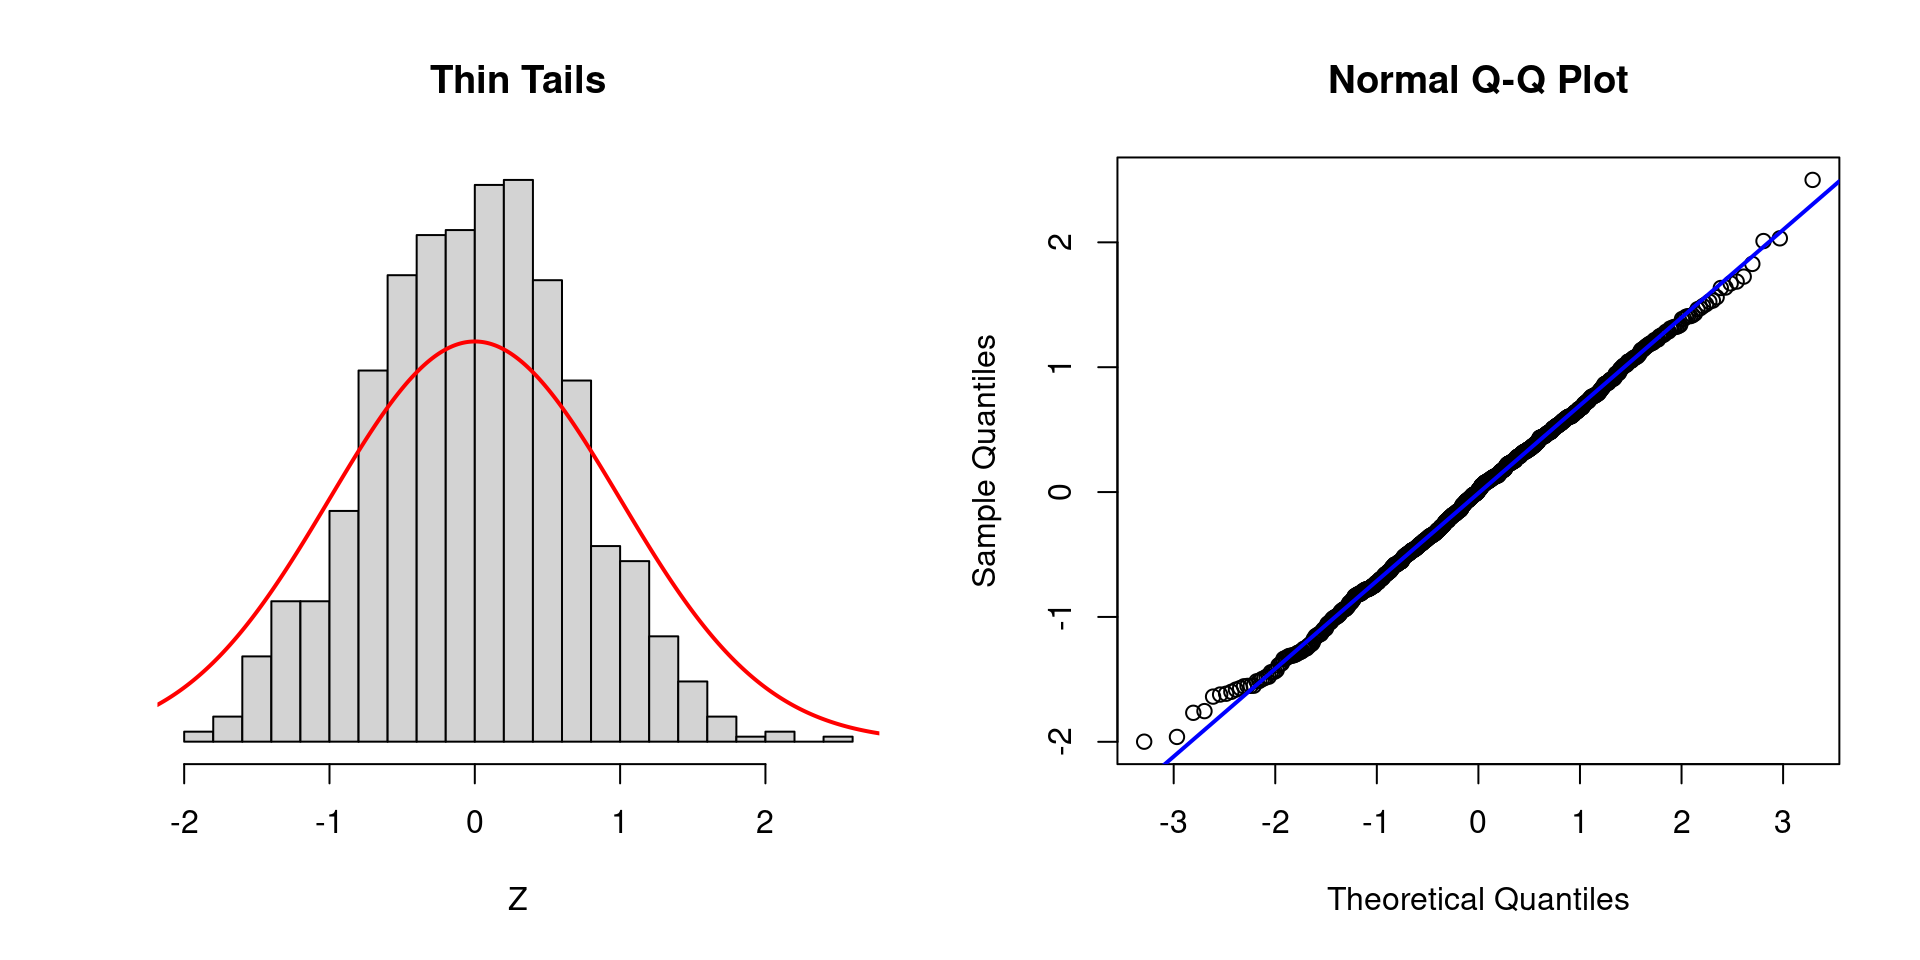 Thin Tails
-2 -1 0 1 2
Z
Normal Q-Q Plot
Sample Quantiles
2
1
0
-1
-2
-3 -2 -1 0 1 2 3
Theoretical Quantiles